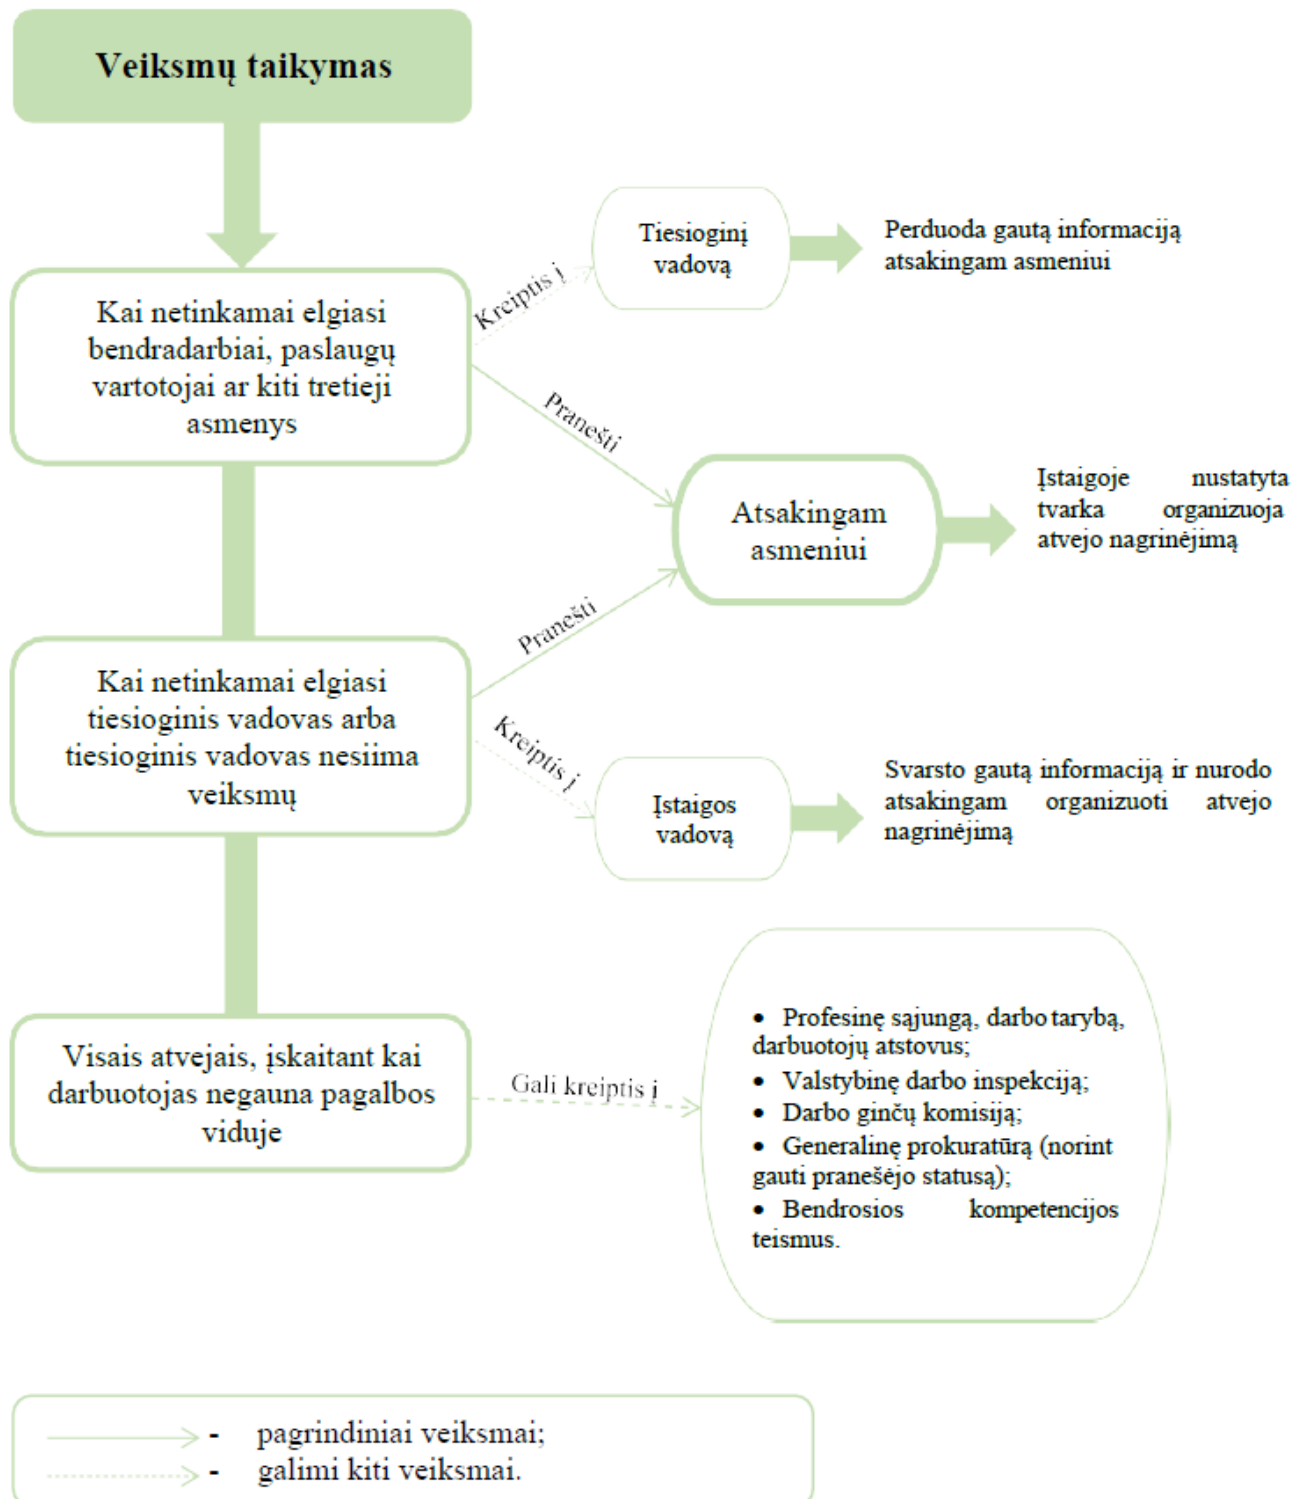 Veiksmų taikymas
Kai netinkamai elgiasi
bendradarbiai, paslaugų
vartotojai ar kiti tretieji
asmenys
Kreiptis į
Tiesioginį
vadovą
Perduoda gautą informaciją
atsakingam asmeniui
Pranešti
Atsakingam
asmeniui
Įstaigoje nustatyta
tvarka organizuoja
atvejo nagrinėjimą
Pranešti
Kai netinkamai elgiasi
tiesioginis vadovas arba
tiesioginis vadovas nesiima
veiksmų
Kreiptis į
Įstaigos
vadovą
Svarsto gautą informaciją ir nurodo
atsakingam organizuoti atvejo
nagrinėjimą
Visais atvejais, įskaitant kai
darbuotojas negauna pagalbos
viduje
Gali kreiptis į
• Profesinę sąjungą, darbo tarybą,
darbuotojų atstovus;
• Valstybinę darbo inspekciją;
• Darbo ginčų komisiją;
• Generalinę prokuratūrą (norint
gauti pranešėjo statusą);
• Bendrosios kompetencijos
teismus.
- pagrindiniai veiksmai;
- galimi kiti veiksmai.